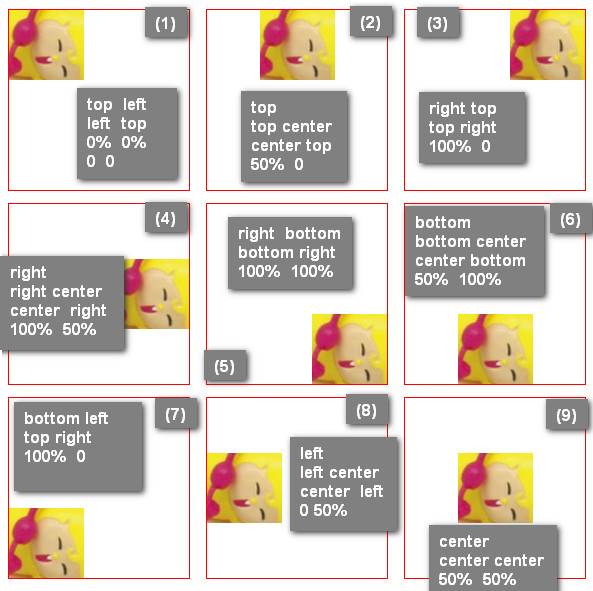 (1)
top left
left top
0% 0%
0 0
(2)
top
top center
center top
50% 0
(3)
right top
top right
100% 0
(4)
right
right center
center right
100% 50%
right bottom
bottom right
100% 100%
(5)
bottom
bottom center
center bottom
50% 100%
(6)
bottom left
top right
100% 0
(7)
(8)
left
left center
center left
0 50%
(9)
center
center center
50% 50%